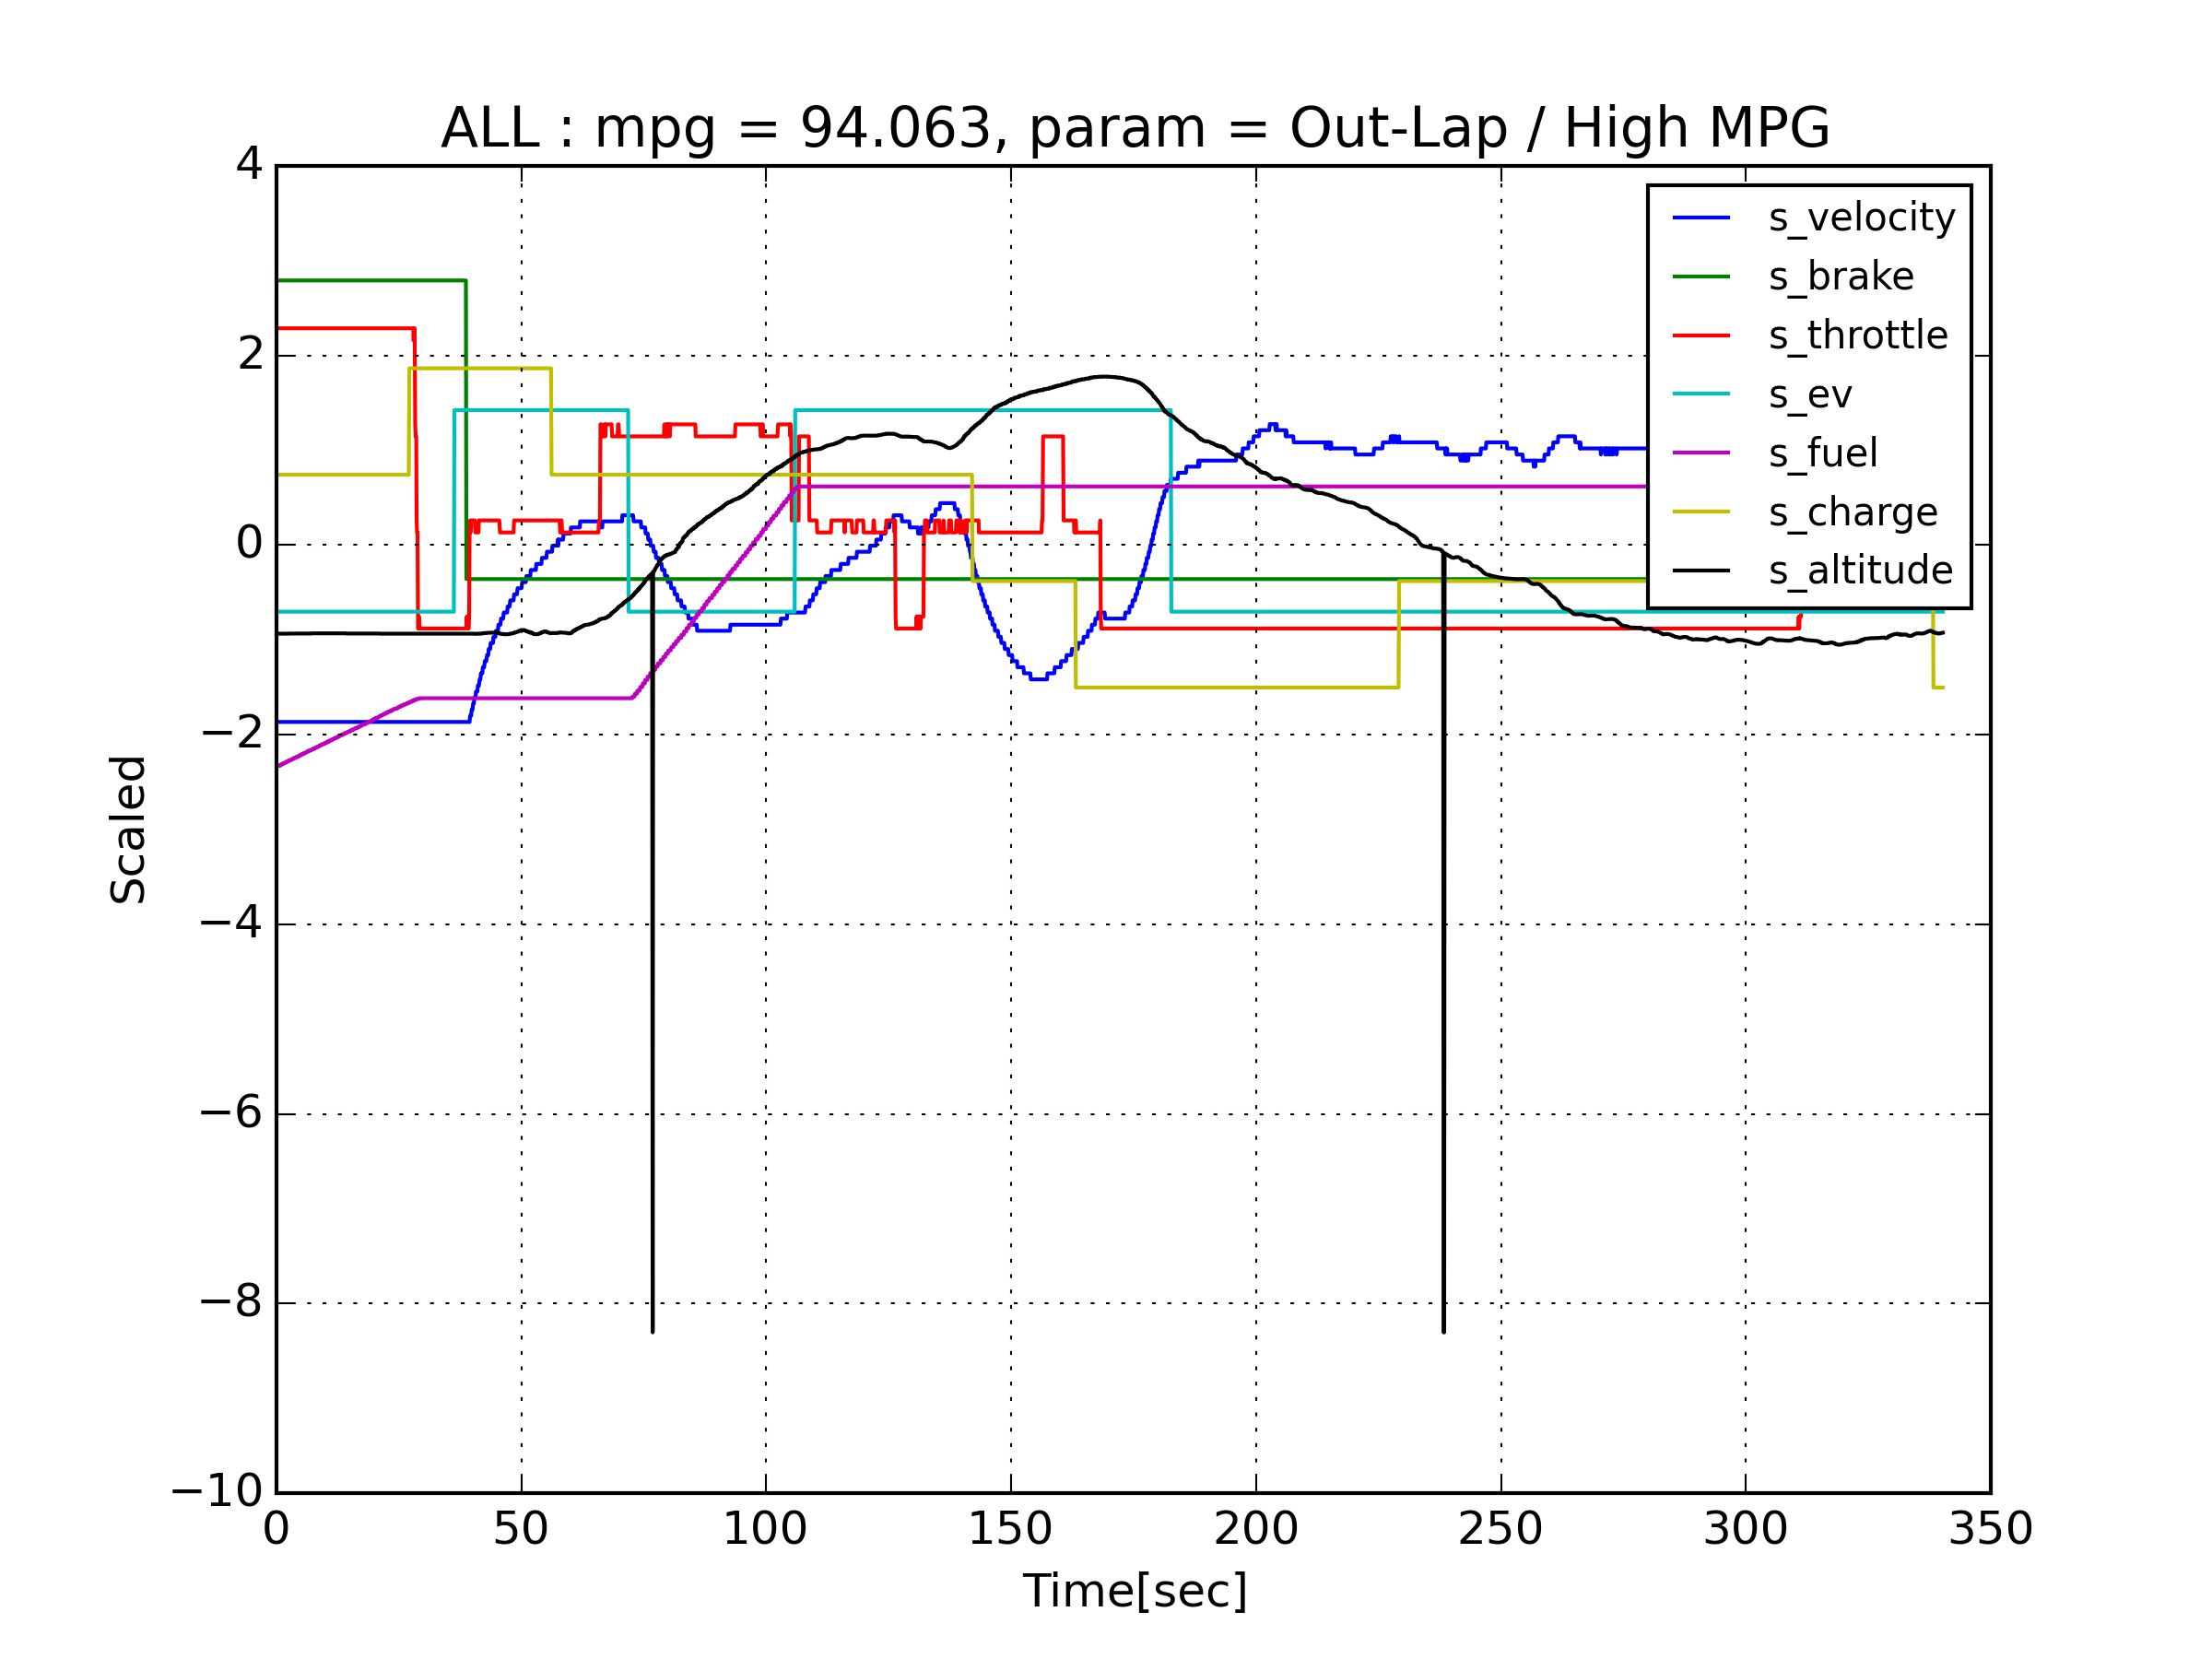 ALL : mpg = 94.063, param = Out-Lap / High MPG
4
2
0
−2
−4
−6
−8
−10
Scaled
s_velocity
s_brake
s_throttle
s_ev
s_fuel
s_charge
s_altitude
0 50 100 150 200 250 300 350
Time[sec]